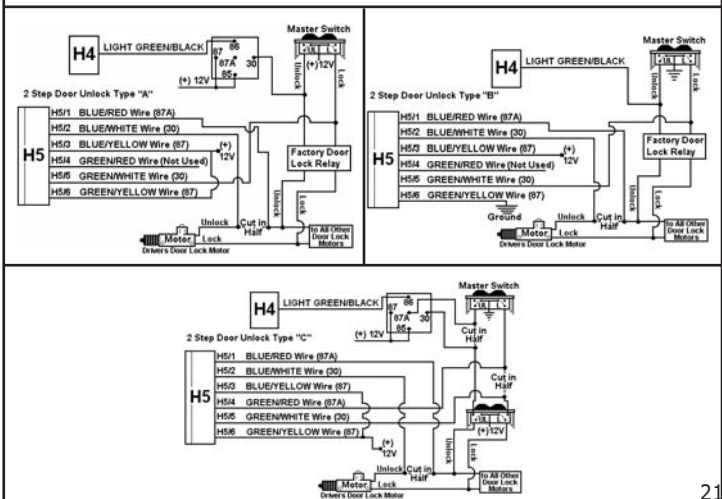 Master Switch
H4
LIGHT GREEN/BLACK
86
87
87A
30
85
UL L
(+)12V
(+) 12V
Unlock
Lock
2 Step Door Unlock Type "A"
H5
H5/1 BLUE/RED Wire (87A)
H5/2 BLUE/WHITE Wire (30)
H5/3 BLUE/YELLOW Wire (87)
H5/4 GREEN/RED Wire (Not Used)
H5/5 GREEN/WHITE Wire (30)
H5/6 GREEN/YELLOW Wire (87)
(+)
12V
Factory Door
Lock Relay
Unlock
Lock
Unlock
Cut in
Half
Motor
Lock
Drivers Door Lock Motor
to All Other
Door Lock
Motors
Master Switch
H4
LIGHT GREEN/BLACK
UL L
Unlock
Lock
2 Step Door Unlock Type "B"
H5
H5/1 BLUE/RED Wire (87A)
H5/2 BLUE/WHITE Wire (30)
H5/3 BLUE/YELLOW Wire (87)
H5/4 GREEN/RED Wire (Not Used)
H5/5 GREEN/WHITE Wire (30)
H5/6 GREEN/YELLOW Wire (87)
(+)
12V
Factory Door
Lock Relay
Unlock
Lock
Ground
Unlock
Cut in
Half
Motor
Lock
Drivers Door Lock Motor
to All Other
Door Lock
Motors
Master Switch
H4
LIGHT GREEN/BLACK
86
87
87A
30
85
UL L
(+) 12V
Cut in
Half
2 Step Door Unlock Type "C"
H5
H5/1 BLUE/RED Wire (87A)
H5/2 BLUE/WHITE Wire (30)
H5/3 BLUE/YELLOW Wire (87)
H5/4 GREEN/RED Wire (87A)
H5/5 GREEN/WHITE Wire (30)
H5/6 GREEN/YELLOW Wire (87)
Cut in
Half
UL L
(+)12V
(+)
12V
Unlock
Lock
Unlock
Cut in
Half
Motor
Lock
Drivers Door Lock Motor
to All Other
Door Lock
Motors
21